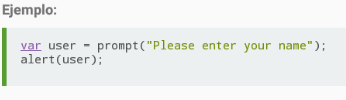 Ejemplo:
var user = prompt("Please enter your name");
alert(user);